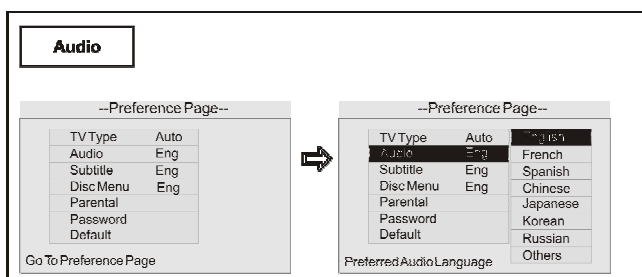 Audio
--Preference Page--
TV Type Auto
Audio Eng
Subtitle Eng
Disc Menu Eng
Parental
Password
Default
Go To Preference Page
--Preference Page--
TV Type Auto English
Audio Eng French
Subtitle Eng Spanish
Disc Menu Eng Chinese
Parental Japanese
Password Korean
Default Russian
Others
Preferred Audio Language